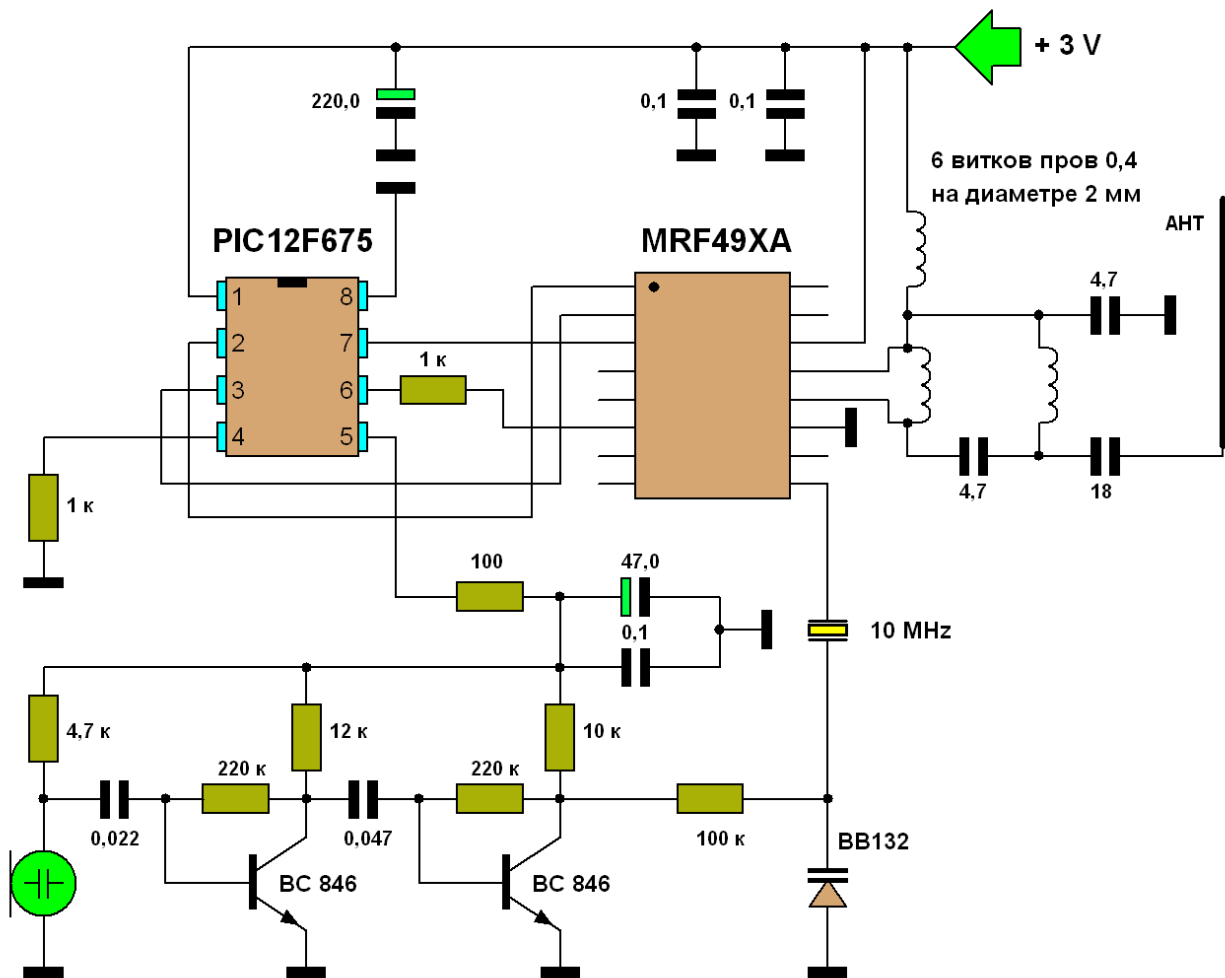 + 3 V
220,0
0,1
0,1
6 витков пров 0,4
на диаметре 2 мм
АНТ
PIC12F675
MRF49XA
4,7
1
8
2
7
1 к
3
6
4
5
1 к
4,7
18
100
47,0
0,1
10 MHz
4,7 к
12 к
10 к
220 к
220 к
0,022
0,047
100 к
BB132
BC 846
BC 846